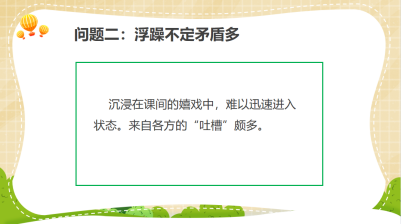 问题二：浮躁不定矛盾多
沉浸在课间的嬉戏中，难以迅速进入
状态。来自各方的“吐槽”颇多。